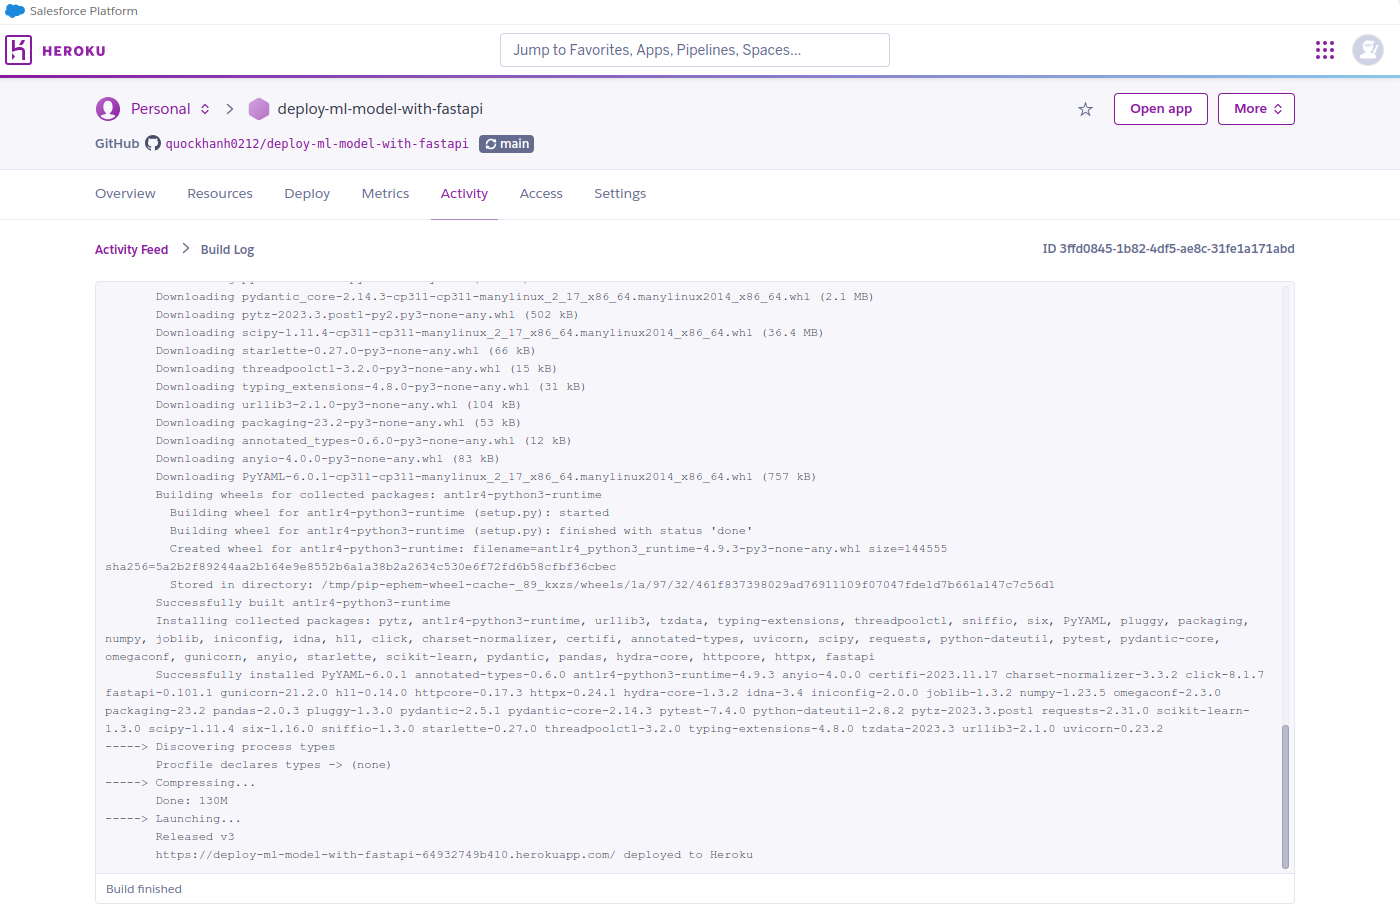 Salesforce Platform
HEROKU
Jump to Favorites, Apps, Pipelines, Spaces...
Personal
deploy-ml-model-with-fastapi
Open app
More
GitHub quockhanh0212/deploy-ml-model-with-fastapi main
Overview Resources Deploy Metrics Activity Access Settings
Activity Feed > Build Log
ID 3ffd0845-1b82-4df5-ae8c-31fe1a171abd
Downloading pydantic_core-2.14.3-cp311-cp311-manylinux_2_17_x86_64.manylinux2014_x86_64.whl (2.1 MB)
Downloading pytz-2023.3.post1-py2.py3-none-any.whl (502 kB)
Downloading scipy-1.11.4-cp311-cp311-manylinux_2_17_x86_64.manylinux2014_x86_64.whl (36.4 MB)
Downloading starlette-0.27.0-py3-none-any.whl (66 kB)
Downloading threadpoolctl-3.2.0-py3-none-any.whl (15 kB)
Downloading typing_extensions-4.8.0-py3-none-any.whl (31 kB)
Downloading urllib3-2.1.0-py3-none-any.whl (104 kB)
Downloading packaging-23.2-py3-none-any.whl (53 kB)
Downloading annotated_types-0.6.0-py3-none-any.whl (12 kB)
Downloading anyio-4.0.0-py3-none-any.whl (83 kB)
Downloading PyYAML-6.0.1-cp311-cp311-manylinux_2_17_x86_64.manylinux2014_x86_64.whl (757 kB)
Building wheels for collected packages: antlr4-python3-runtime
Building wheel for antlr4-python3-runtime (setup.py): started
Building wheel for antlr4-python3-runtime (setup.py): finished with status 'done'
Created wheel for antlr4-python3-runtime: filename=antlr4_python3_runtime-4.9.3-py3-none-any.whl size=144555
sha256=5a2b2f89244aa2b164e9e8552b6a1a38b2a2634c530e6f72fd6b58cfbf36cbec
Stored in directory: /tmp/pip-ephem-wheel-cache-_89_kxzs/wheels/1a/97/32/461f837398029ad76911109f07047fde1d7b661a147c7c56d1
Successfully built antlr4-python3-runtime
Installing collected packages: pytz, antlr4-python3-runtime, urllib3, tzdata, typing-extensions, threadpoolctl, sniffio, six, PyYAML, pluggy, packaging,
numpy, joblib, iniconfig, idna, h11, click, charset-normalizer, certifi, annotated-types, uvicorn, scipy, requests, python-dateutil, pytest, pydantic-core,
omegaconf, gunicorn, anyio, starlette, scikit-learn, pydantic, pandas, hydra-core, httpcore, httpx, fastapi
Successfully installed PyYAML-6.0.1 annotated-types-0.6.0 antlr4-python3-runtime-4.9.3 anyio-4.0.0 certifi-2023.11.17 charset-normalizer-3.3.2 click-8.1.7
fastapi-0.101.1 gunicorn-21.2.0 h11-0.14.0 httpcore-0.17.3 httpx-0.24.1 hydra-core-1.3.2 idna-3.4 iniconfig-2.0.0 joblib-1.3.2 numpy-1.23.5 omegaconf-2.3.0
packaging-23.2 pandas-2.0.3 pluggy-1.3.0 pydantic-2.5.1 pydantic-core-2.14.3 pytest-7.4.0 python-dateutil-2.8.2 pytz-2023.3.post1 requests-2.31.0 scikit-learn-
1.3.0 scipy-1.11.4 six-1.16.0 sniffio-1.3.0 starlette-0.27.0 threadpoolctl-3.2.0 typing-extensions-4.8.0 tzdata-2023.3 urllib3-2.1.0 uvicorn-0.23.2
-----> Discovering process types
Procfile declares types -> (none)
-----> Compressing...
Done: 130M
-----> Launching...
Released v3
https://deploy-ml-model-with-fastapi-64932749b410.herokuapp.com/ deployed to Heroku
Build finished